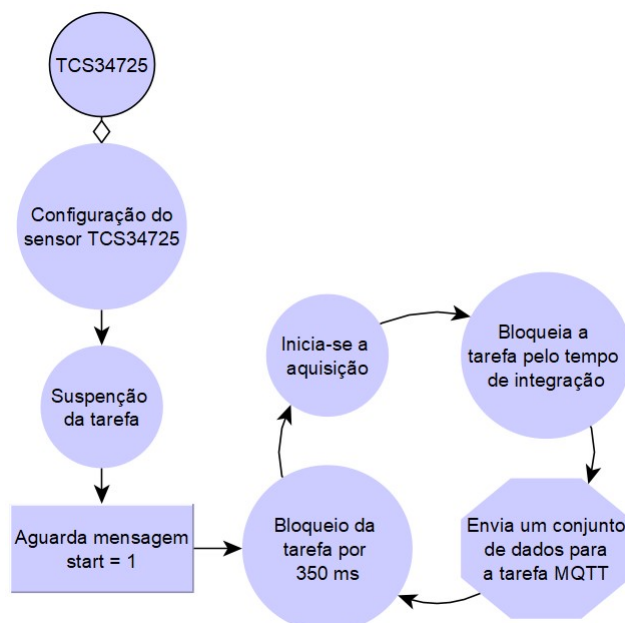 TCS34725
Configuração do
sensor TCS34725
Suspenção
da tarefa
Aguarda mensagem
start = 1
Bloqueio da
tarefa por
350 ms
Inicia-se a
aquisição
Bloqueia a
tarefa pelo tempo
de integração
Envia um conjunto
de dados para
a tarefa MQTT